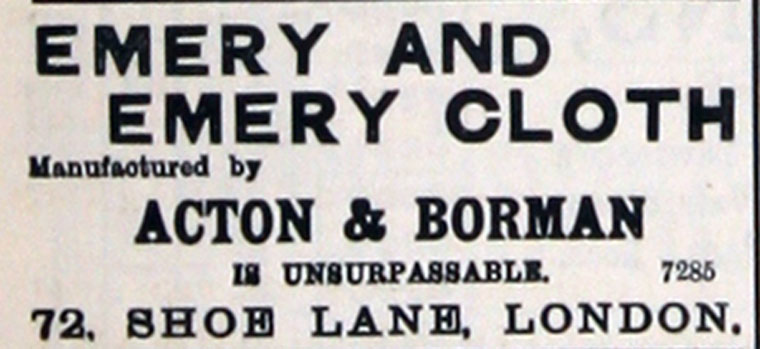 EMERY AND
EMERY CLOTH
Manufactured by
ACTON & BORMAN
IS UNSURPASSABLE. 7285
72, SHOE LANE, LONDON.